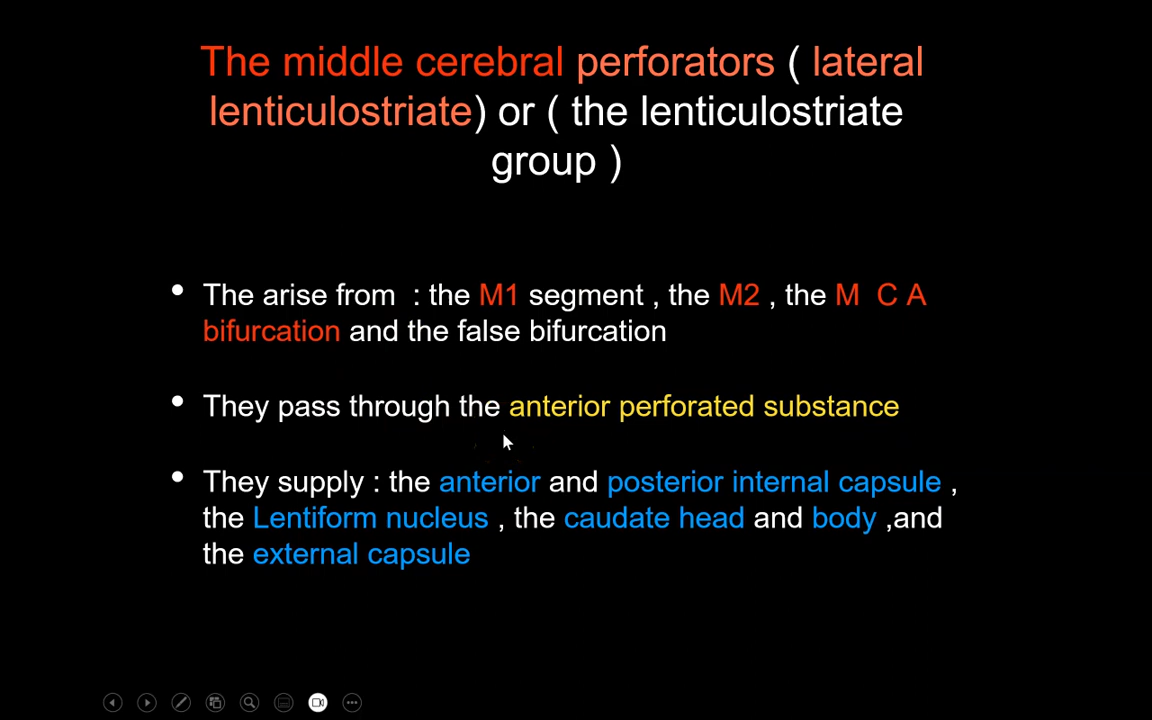 The middle cerebral perforators ( lateral
lenticulostriate) or ( the lenticulostriate
group )
• The arise from : the M1 segment , the M2 , the M C A
bifurcation and the false bifurcation
• They pass through the anterior perforated substance
• They supply : the anterior and posterior internal capsule ,
the Lentiform nucleus , the caudate head and body ,and
the external capsule